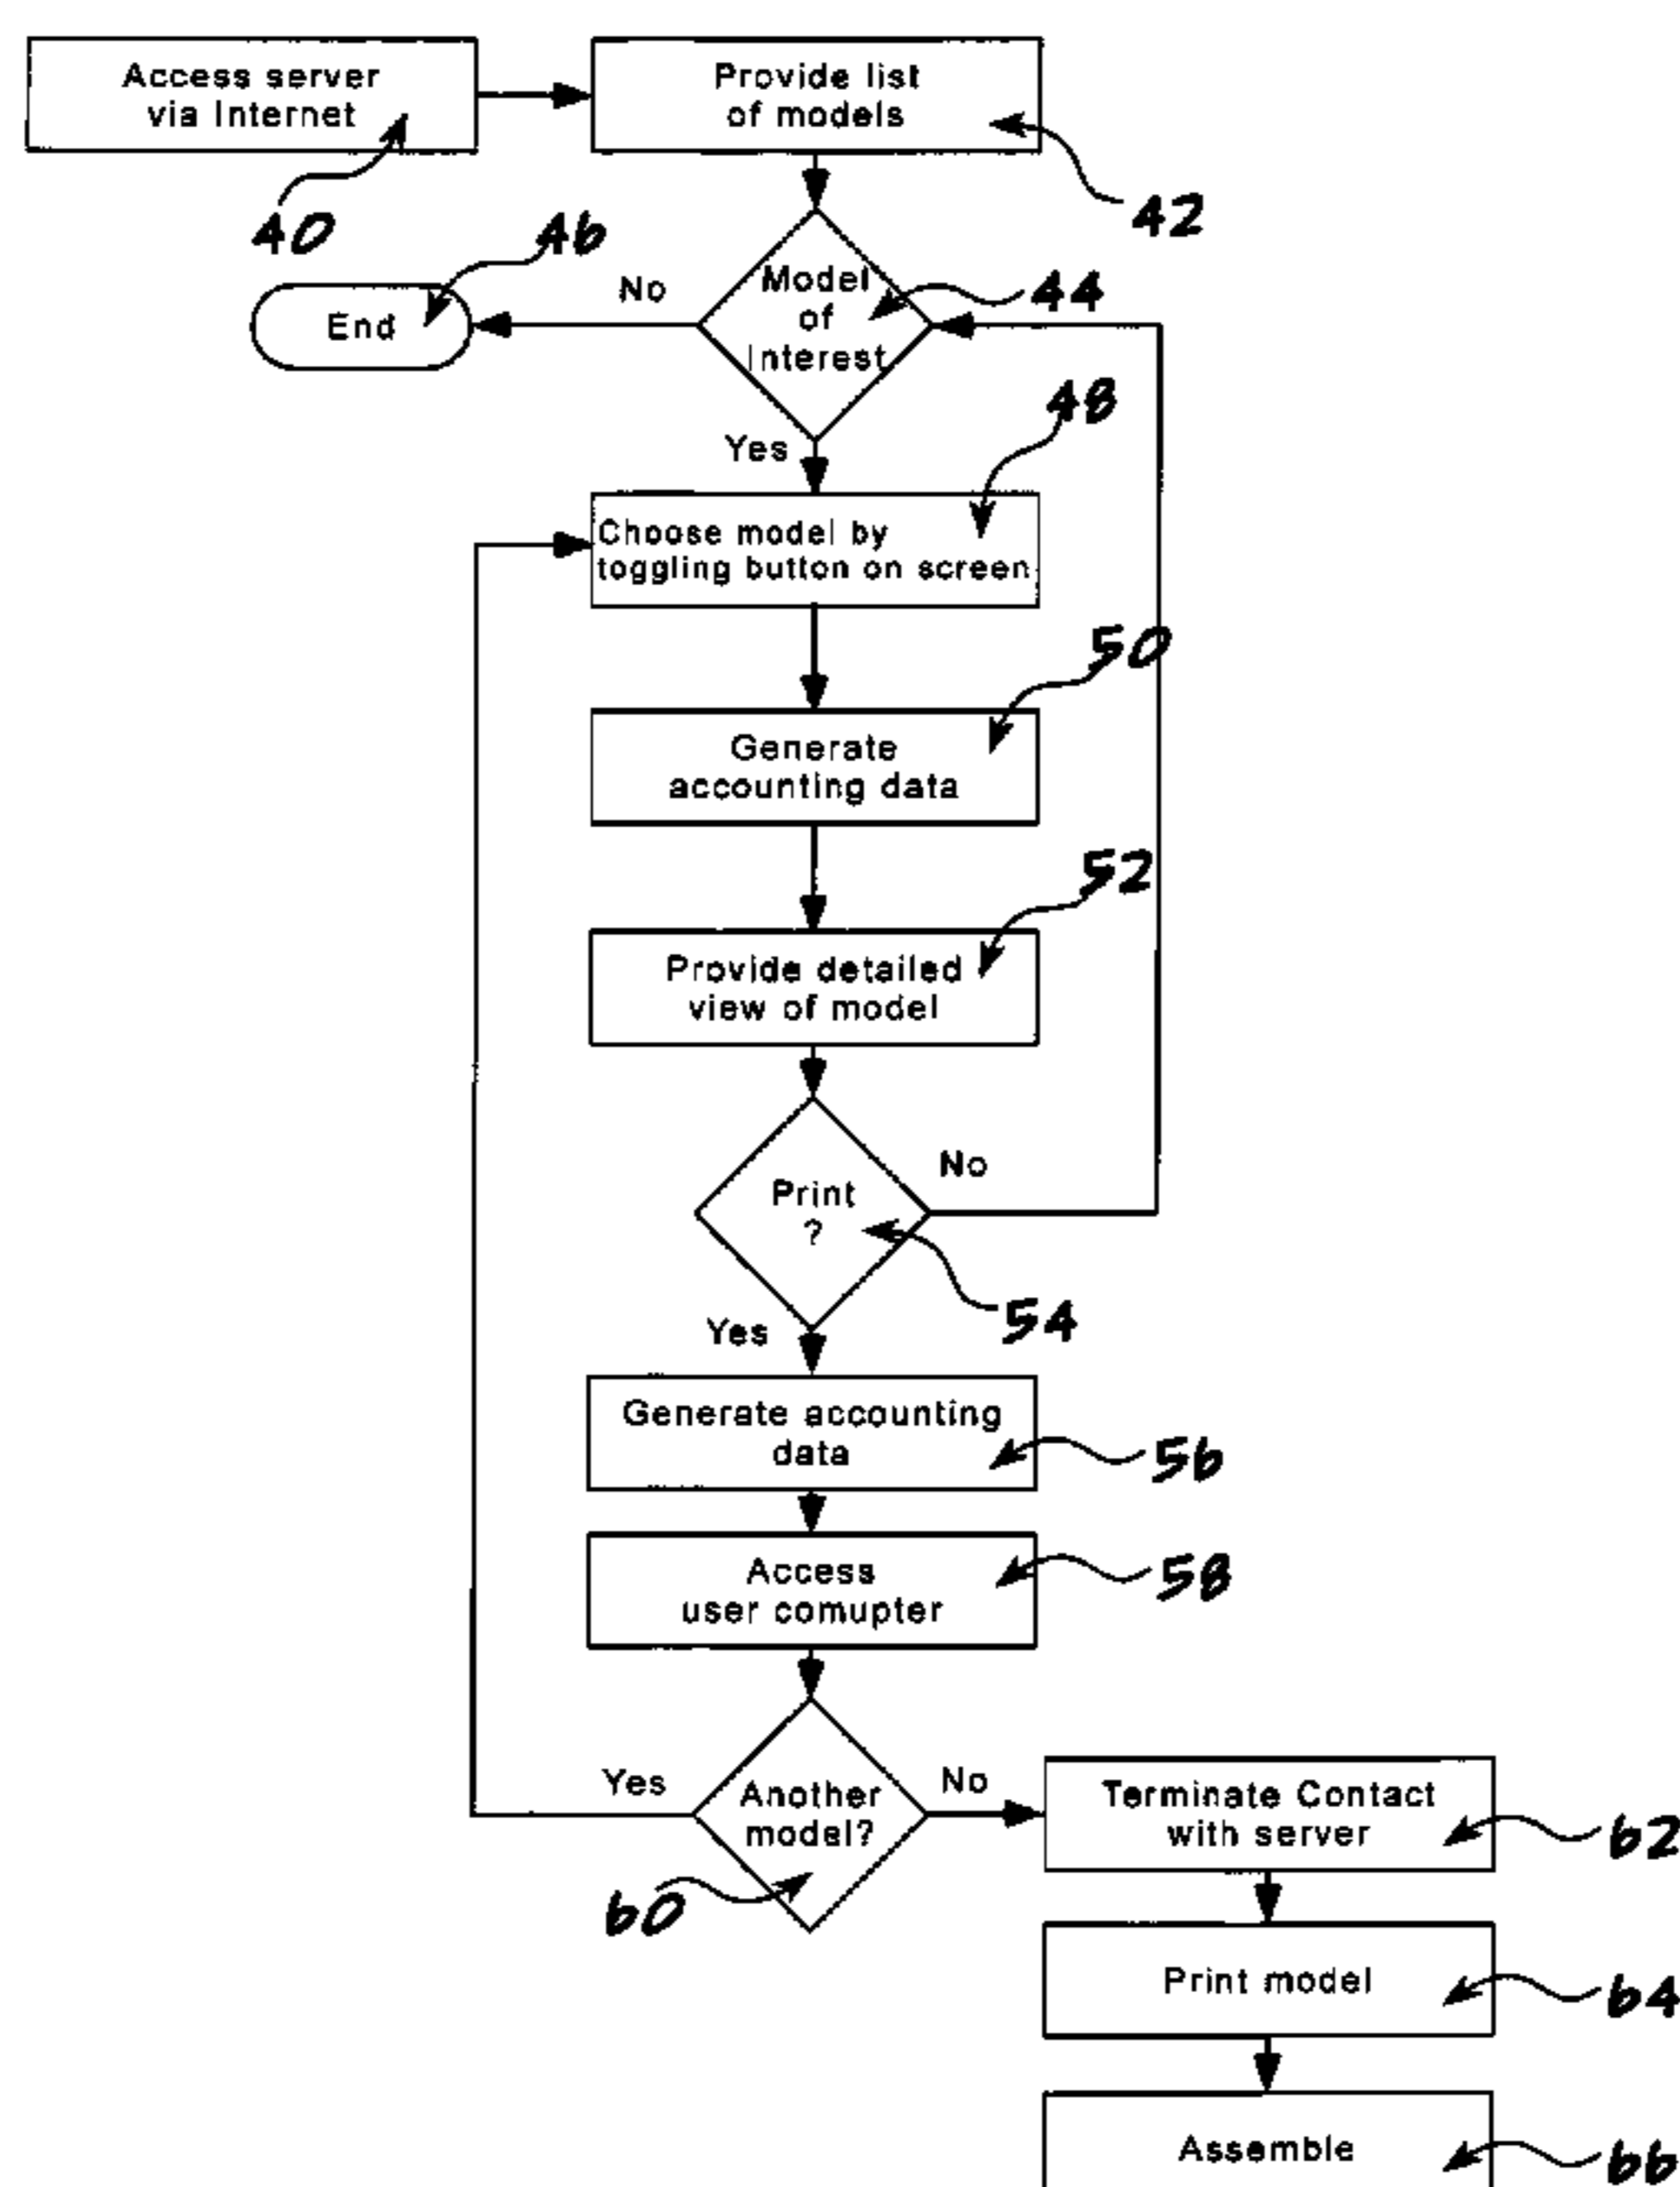 Access server
via Internet
40
Provide list
of models
42
Model
of
Interest
44
No
End
46
Yes
Choose model by
toggling button on screen
48
Generate
accounting data
50
Provide detailed
view of model
52
Print
?
54
No
Yes
Generate accounting
data
56
Access
user comupter
58
Another
model?
60
Yes
No
Terminate Contact
with server
62
Print model
64
Assemble
66